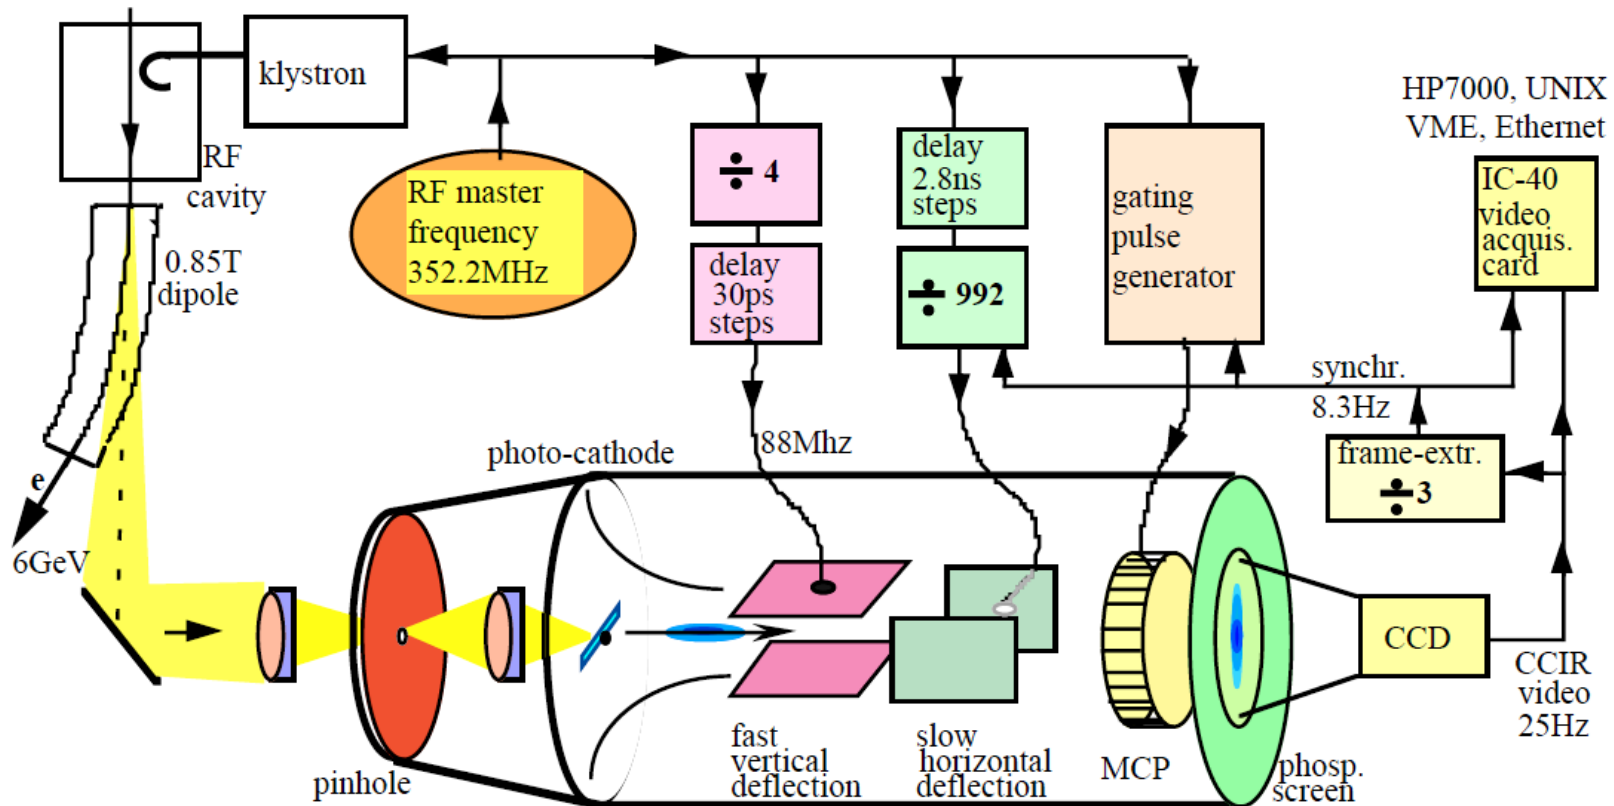 klystron
RF
cavity
0.85T
dipole
e
6GeV
RF master
frequency
352.2MHz
÷ 4
delay
30ps
steps
88Mhz
delay
2.8ns
steps
÷ 992
gating
pulse
generator
HP7000, UNIX
VME, Ethernet
IC-40
video
acquis.
card
synchr.
8.3Hz
frame-extr.
÷3
photo-cathode
pinhole
fast
vertical
deflection
slow
horizontal
deflection
MCP
phosp.
screen
CCD
CCIR
video
25Hz